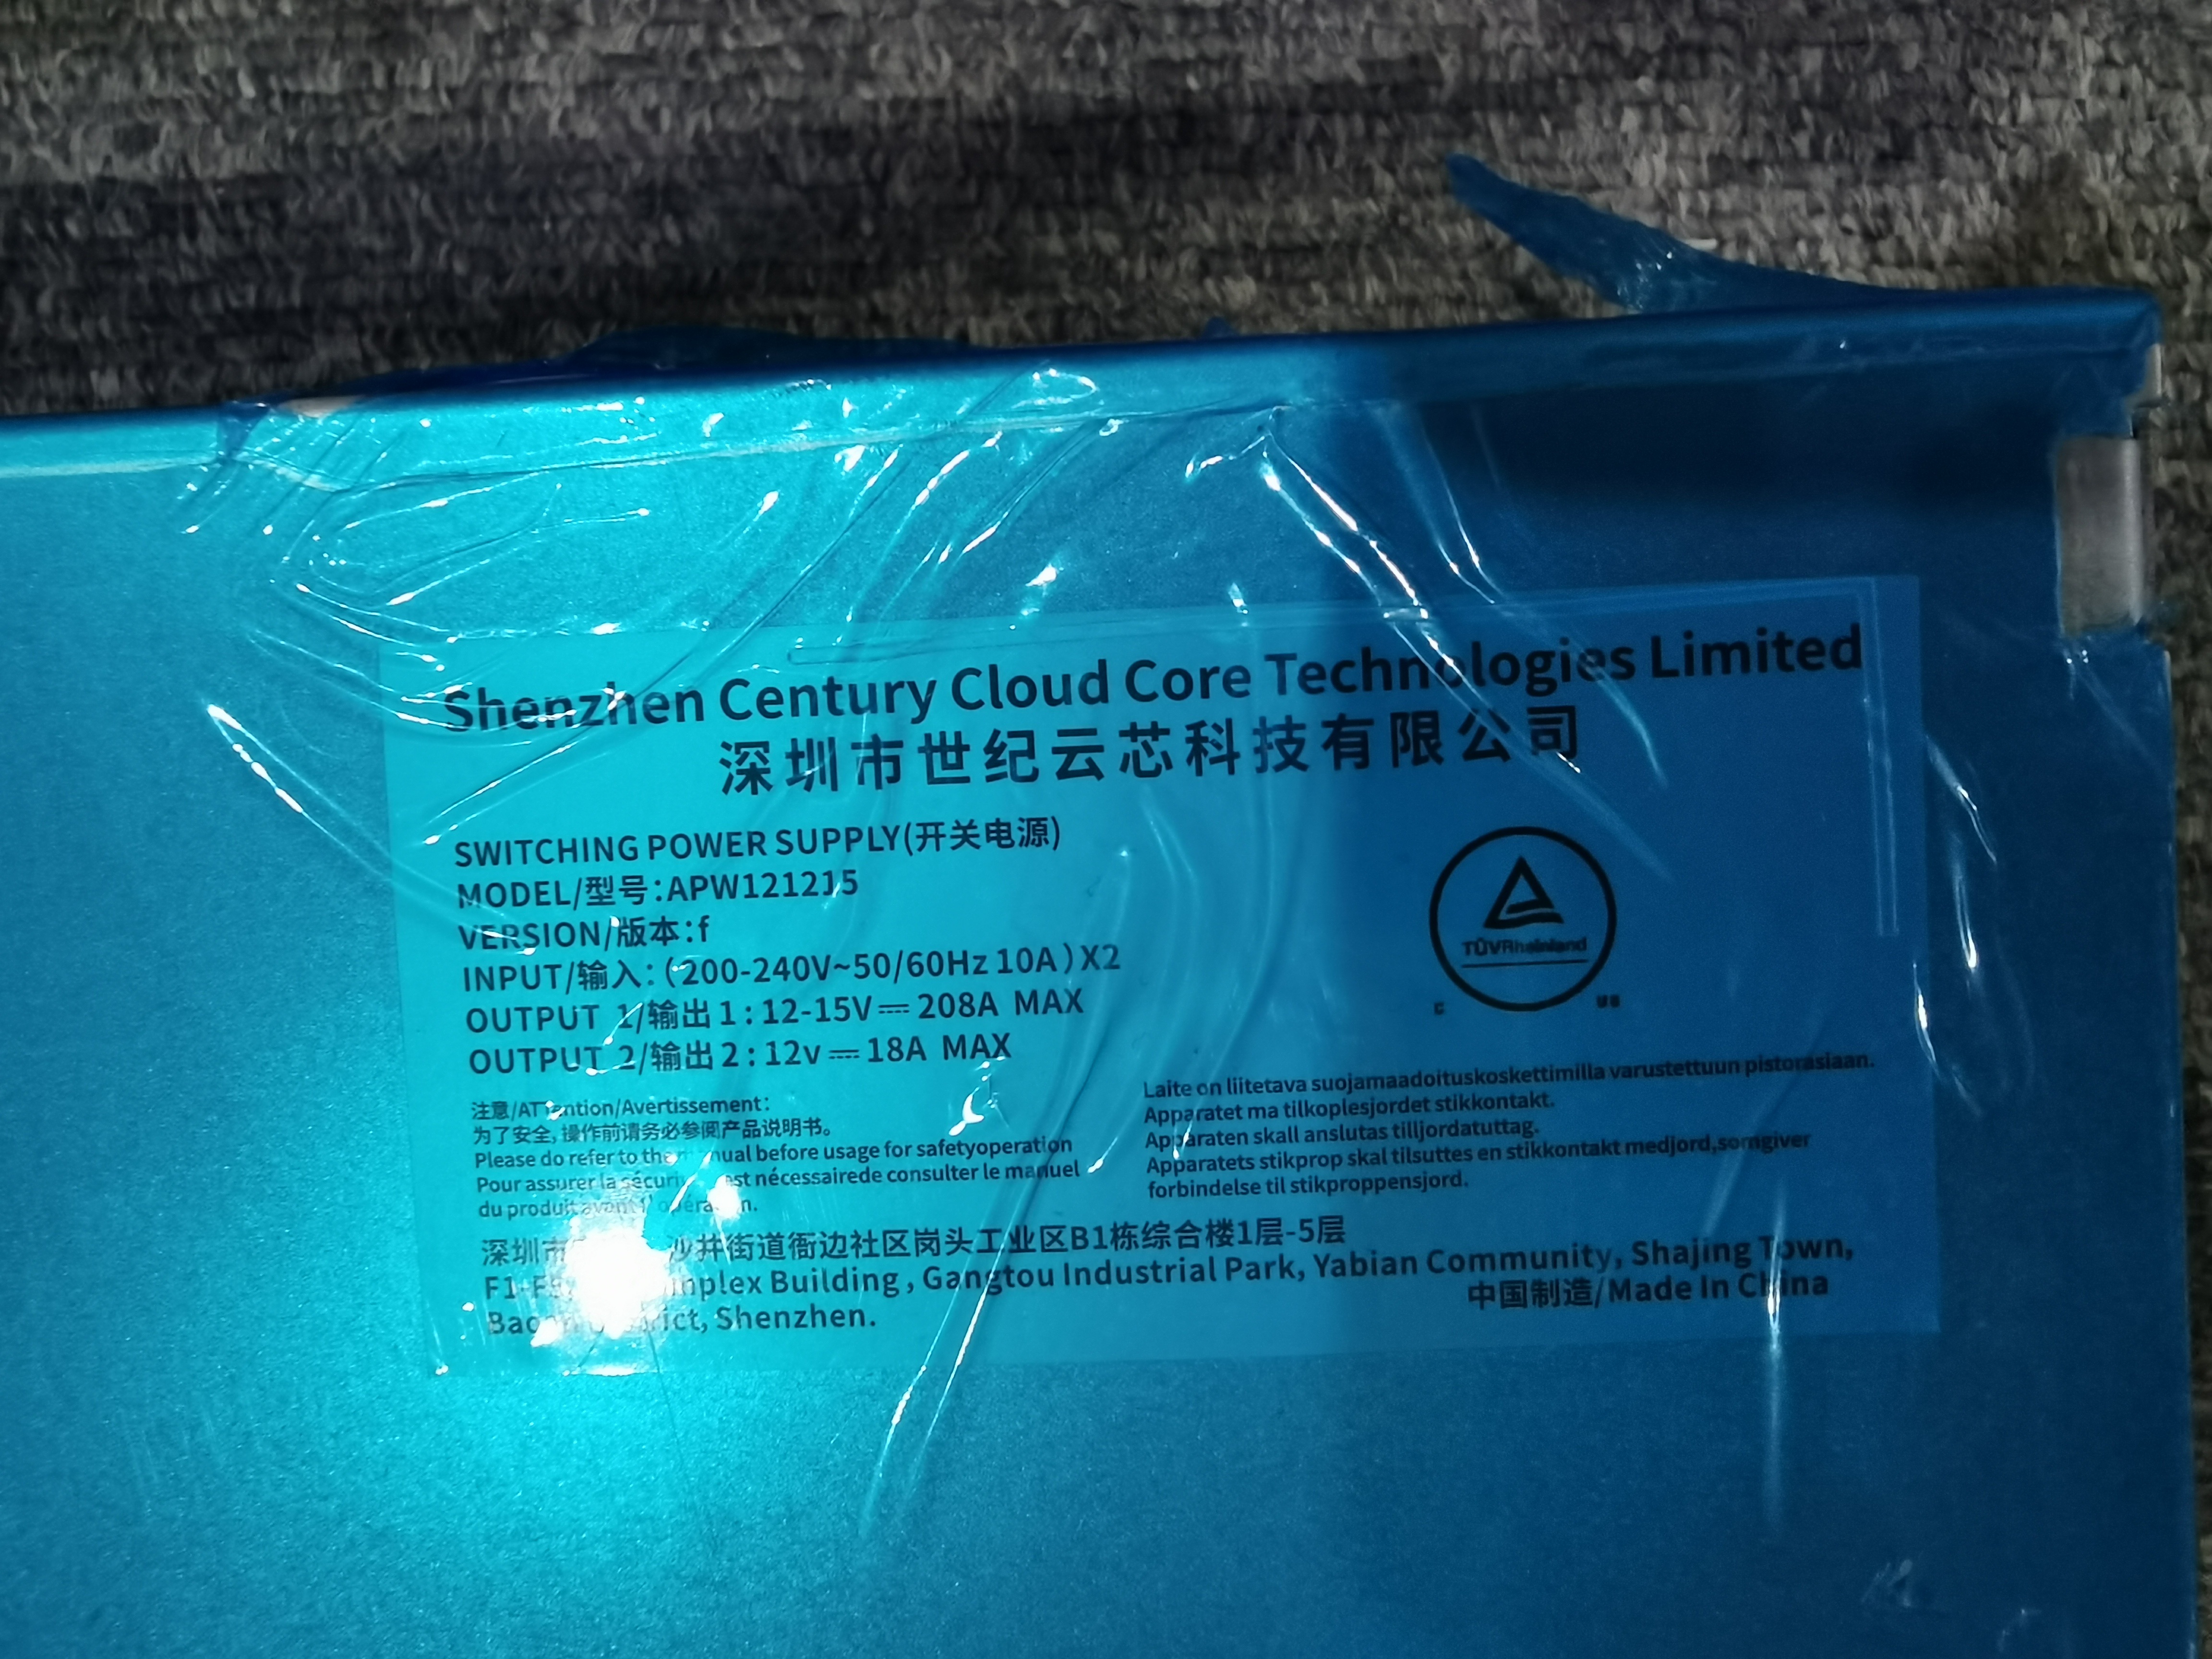 Shenzhen Century Cloud Core Technologies Limited
深圳市世纪云芯科技有限公司
SWITCHING POWER SUPPLY(开关电源)
MODEL/型号:APW121215
VERSION/版本:f
INPUT/输入:(200-240V~50/60Hz 10A)X2
OUTPUT 1/输出1:12-15V⎓208A MAX
OUTPUT 2/输出2:12v⎓18A MAX
TÜVRheinland
c us
注意/ATTention/Avertissement:
为了安全,操作前请务必参阅产品说明书。
Please do refer to the before usage for safetyoperation
Pour assurer la nécessairede consulter le manuel
du produit avant
Laite on liitetava suojamaadoituskoskettimilla varustettuun pistorasiaan.
Apparatet ma tilkoplesjordet stikkontakt.
Apparaten skall anslutas tilljordatuttag.
Apparatets stikprop skal tilsuttes en stikkontakt medjord,somgiver
forbindelse til stikproppensjord.
深圳市 沙井街道衙边社区岗头工业区B1栋综合楼1层-5层
Building, Gangtou Industrial Park, Yabian Community, Shajing Town,
Shenzhen.
中国制造/Made In China